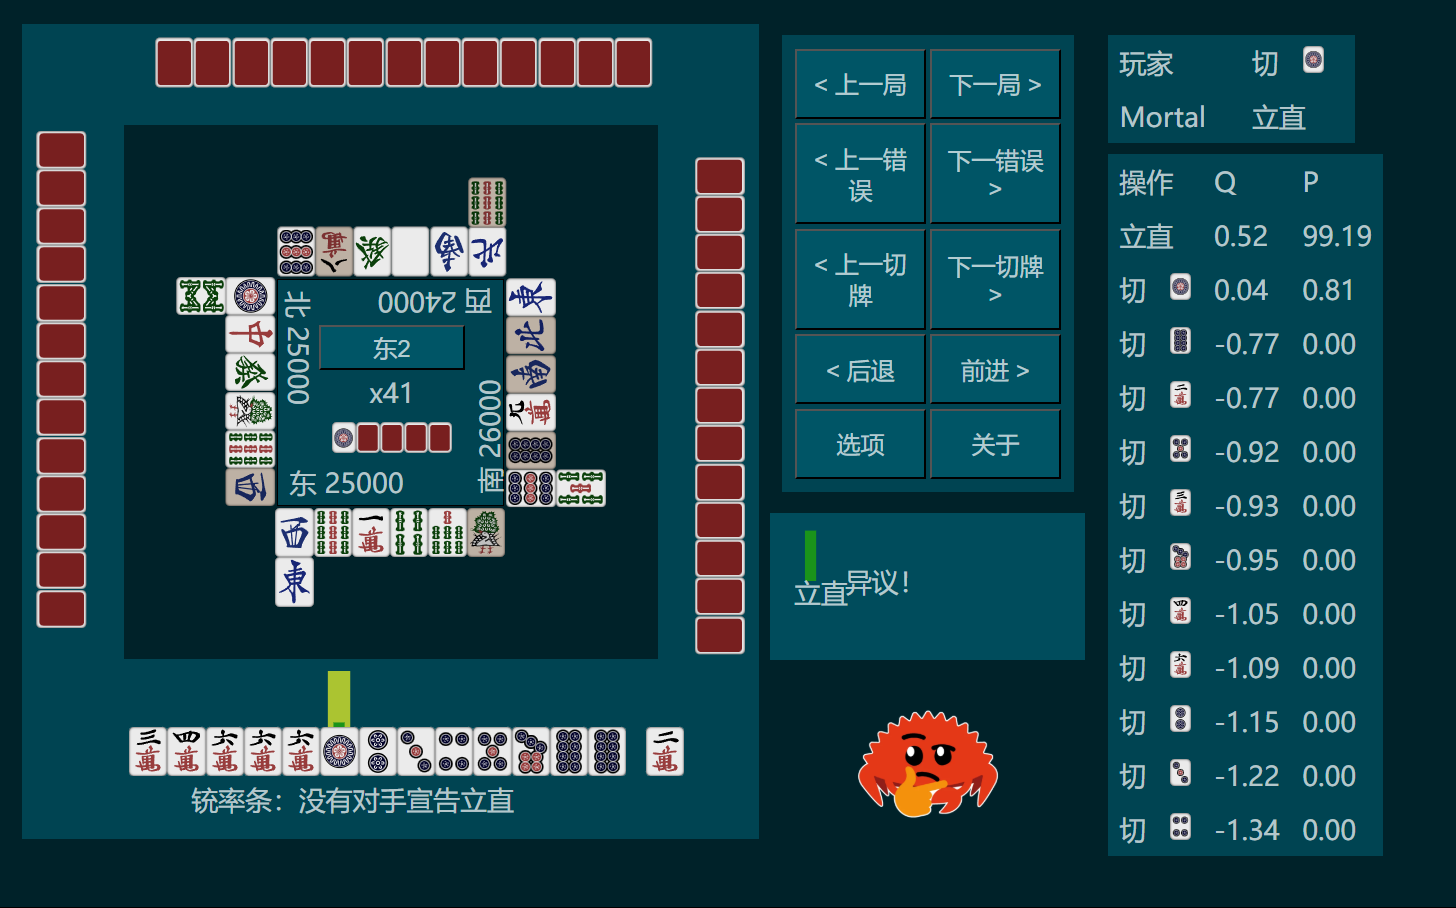 北 25000
西 24000
南 26000
东 25000
东2
x41
< 上一局
下一局 >
< 上一错误
下一错误 >
< 上一切牌
下一切牌 >
< 后退
前进 >
选项
关于
立直
异议！
铳率条：没有对手宣告立直
玩家 切
Mortal 立直
操作 Q P
立直 0.52 99.19
切 0.04 0.81
切 -0.77 0.00
切 -0.77 0.00
切 -0.92 0.00
切 -0.93 0.00
切 -0.95 0.00
切 -1.05 0.00
切 -1.09 0.00
切 -1.15 0.00
切 -1.22 0.00
切 -1.34 0.00